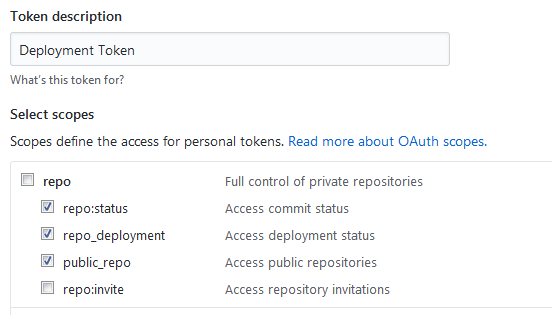 Token description
Deployment Token
What's this token for?
Select scopes
Scopes define the access for personal tokens. Read more about OAuth scopes.
repo Full control of private repositories
repo:status Access commit status
repo_deployment Access deployment status
public_repo Access public repositories
repo:invite Access repository invitations